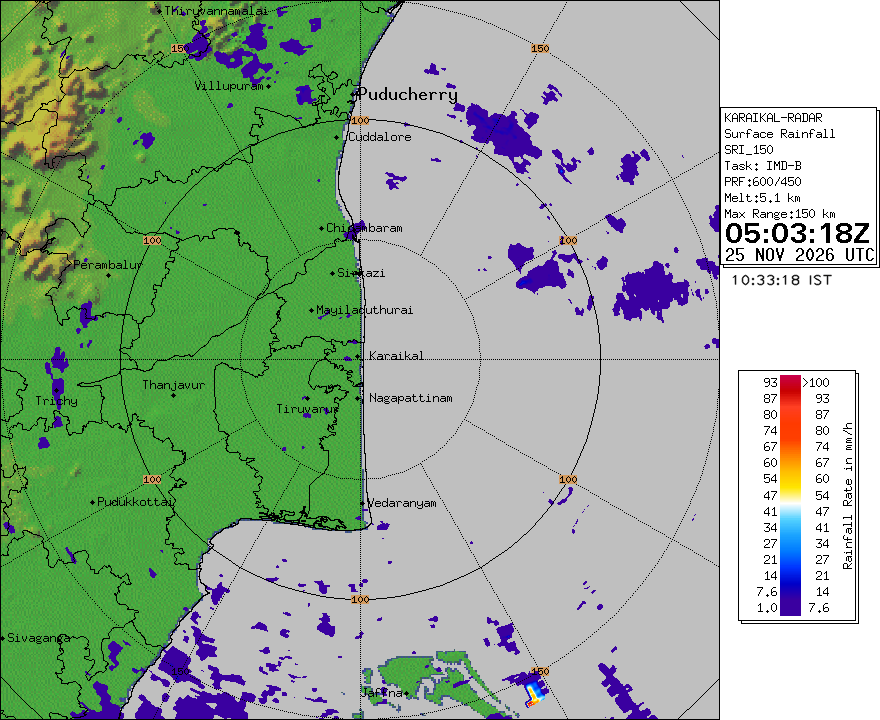 Thiruvannamalai
150
150
Villupuram
Puducherry
100
Cuddalore
KARAIKAL-RADAR
Surface Rainfall
SRI_150
Task: IMD-B
PRF:600/450
Melt:5.1 km
Max Range:150 km
05:03:18Z
25 NOV 2026 UTC
10:33:18 IST
Chidambaram
100
100
Perambalur
Sirkazi
Mayiladuthurai
Karaikal
Thanjavur
Trichy
Tiruvarur
Nagapattinam
93 >100
87 93
80 87
74 80
67 74
60 67
54 60
47 54
41 47
34 41
27 34
21 27
14 21
7.6 14
1.0 7.6
Rainfall Rate in mm/h
100
100
Pudukkottai
Vedaranyam
100
Sivaganga
150
150
Jaffna